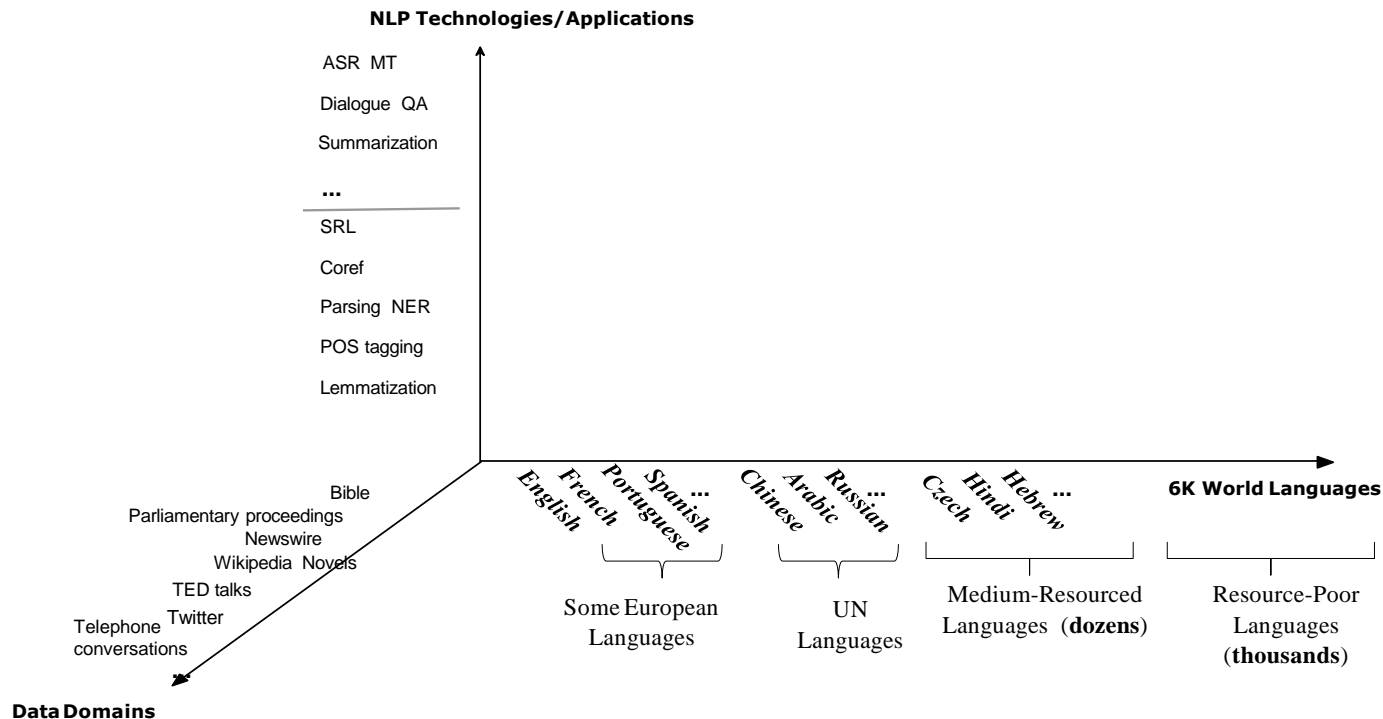 NLP Technologies/Applications
ASR MT
Dialogue QA
Summarization
...
SRL
Coref
Parsing NER
POS tagging
Lemmatization
Bible
Parliamentary proceedings
Newswire
Wikipedia Novels
TED talks
Twitter
Telephone
conversations
...
Data Domains
English
French
Portuguese
Spanish
...
Chinese
Arabic
Russian
...
Czech
Hindi
Hebrew
...
6K World Languages
Some European
Languages
UN
Languages
Medium-Resourced
Languages (dozens)
Resource-Poor
Languages
(thousands)